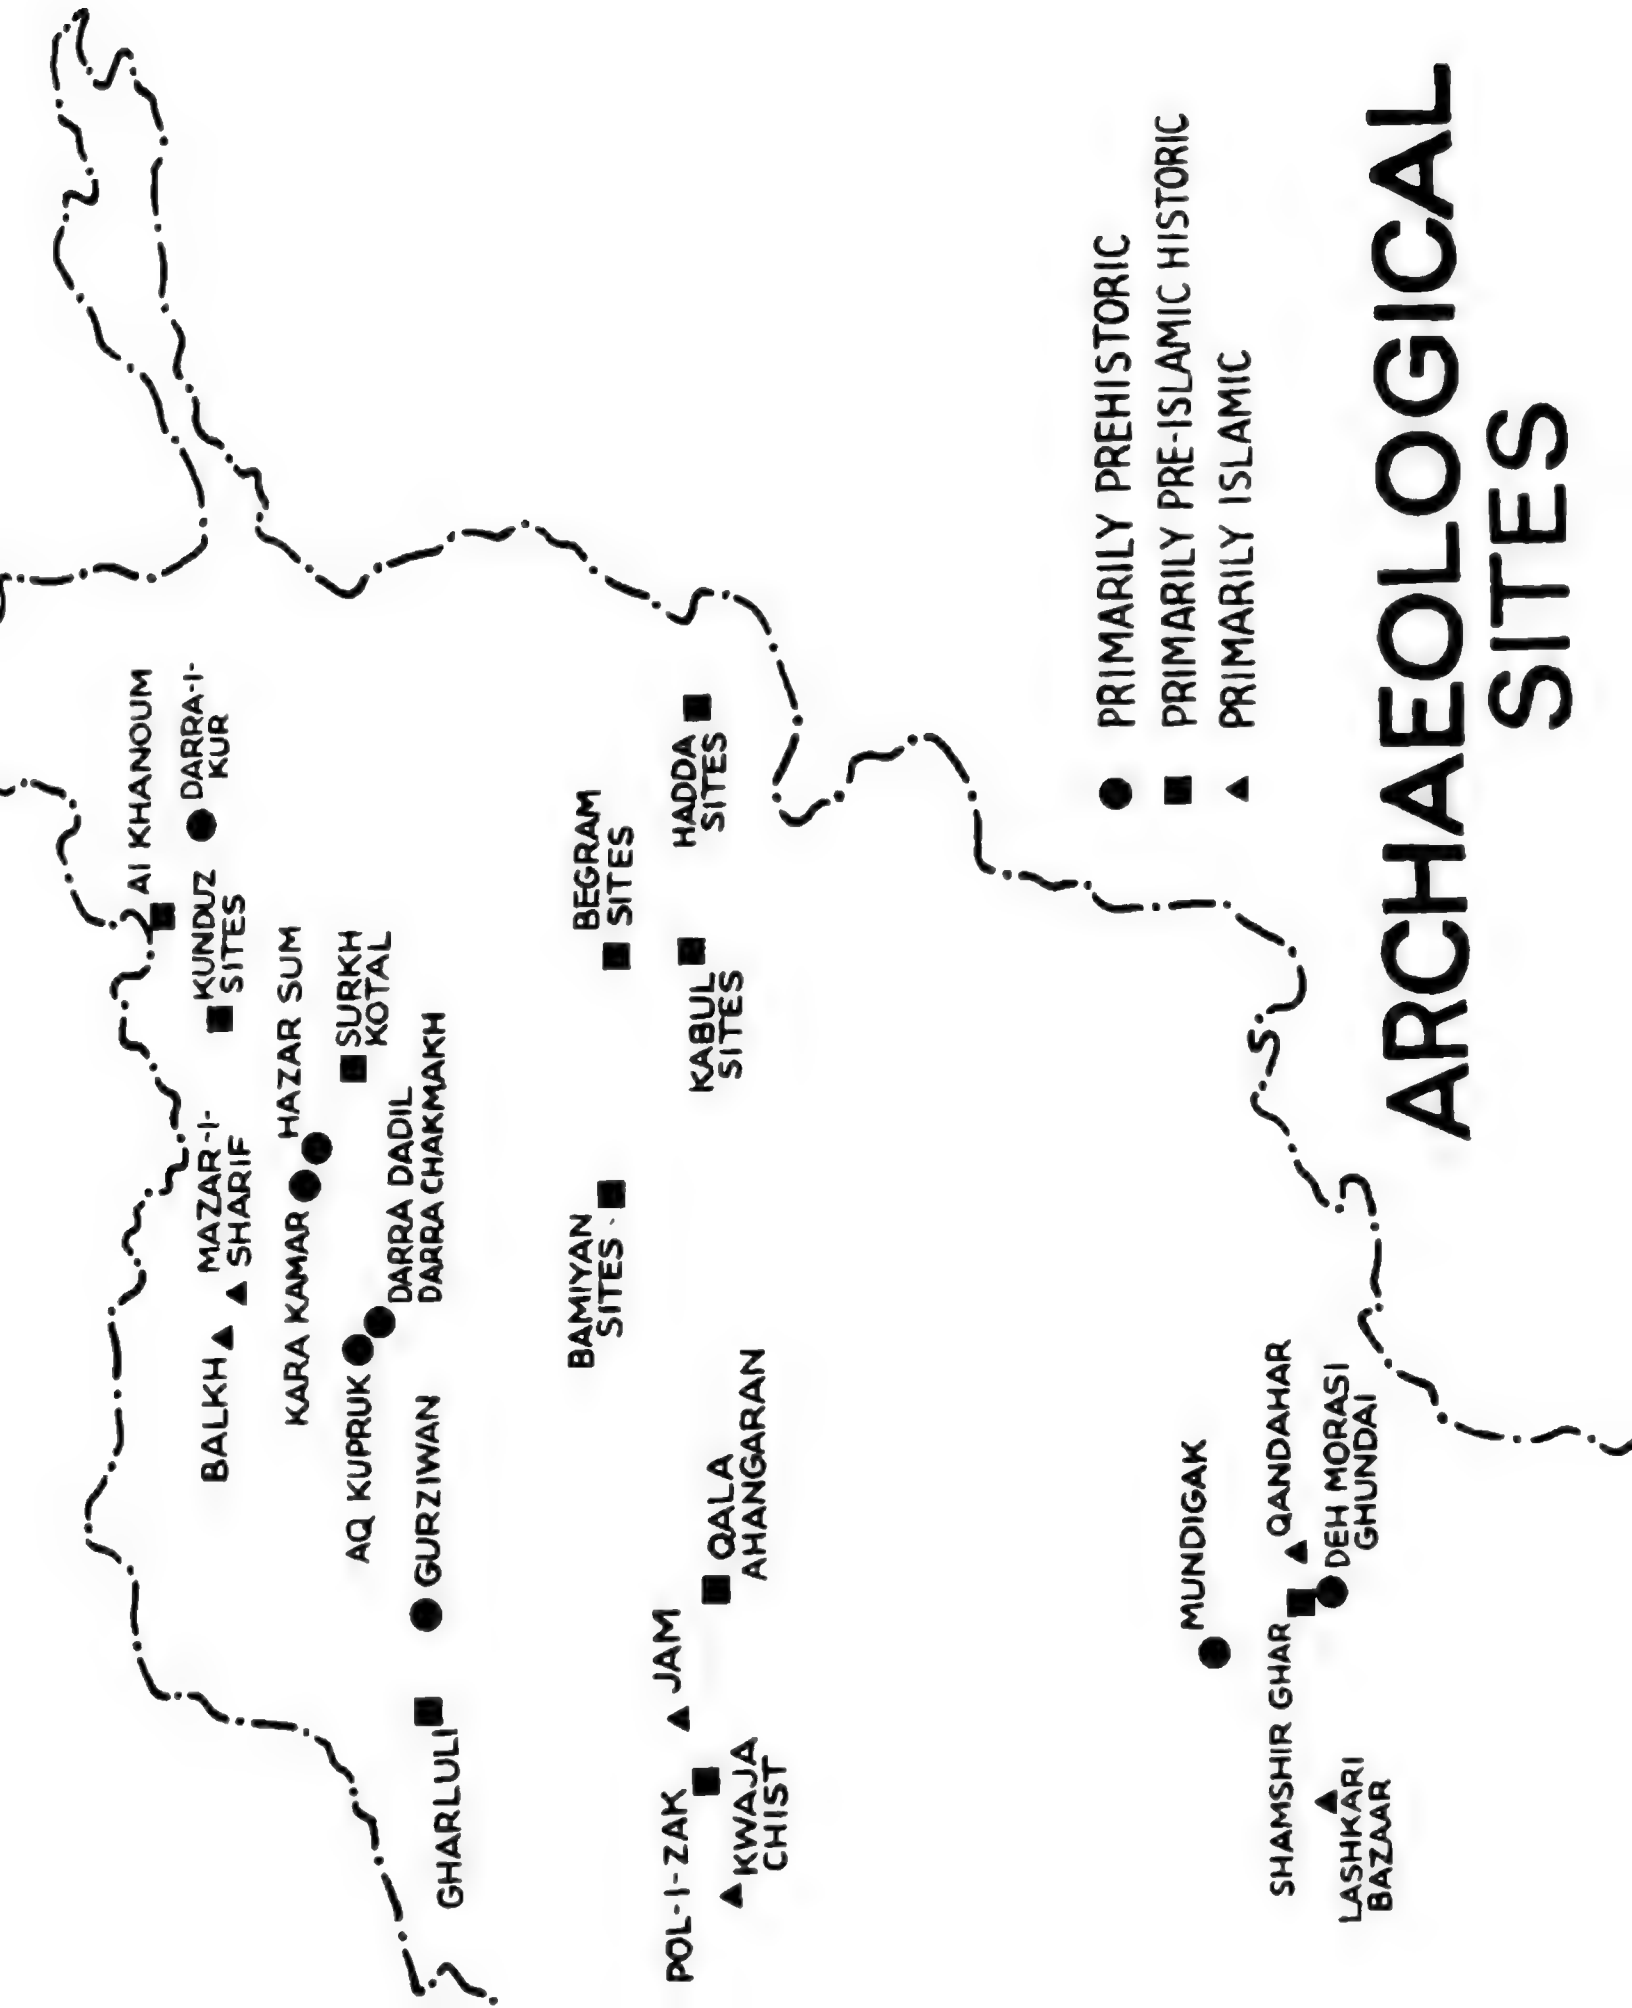 AI KHANOUM
DARRA-I-
KUR
KUNDUZ
SITES
MAZAR-I-
SHARIF
BALKH
HAZAR SUM
KARA KAMAR
SURKH
KOTAL
AQ KUPRUK
DARRA DADIL
DARRA CHAKMAKH
GURZIWAN
GHARLULI
BEGRAM
SITES
BAMIYAN
SITES
HADDA
SITES
KABUL
SITES
JAM
QALA
AHANGARAN
POL-I-ZAK
KWAJA
CHIST
MUNDIGAK
QANDAHAR
SHAMSHIR GHAR
DEH MORASI
GHUNDAI
LASHKARI
BAZAAR
PRIMARILY PREHISTORIC
PRIMARILY PRE-ISLAMIC HISTORIC
PRIMARILY ISLAMIC
ARCHAEOLOGICAL
SITES